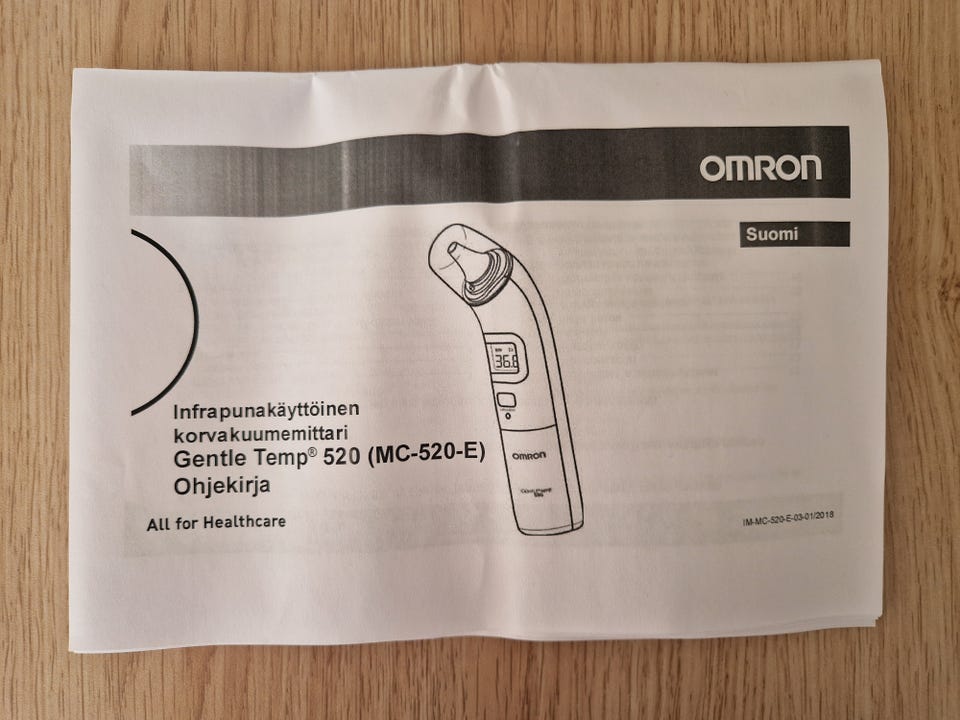 OMRON
Suomi
36.8
OMRON
Infrapunakäyttöinen
korvakuumemittari
Gentle Temp® 520 (MC-520-E)
Ohjekirja
All for Healthcare
IM-MC-520-E-03-01/2018